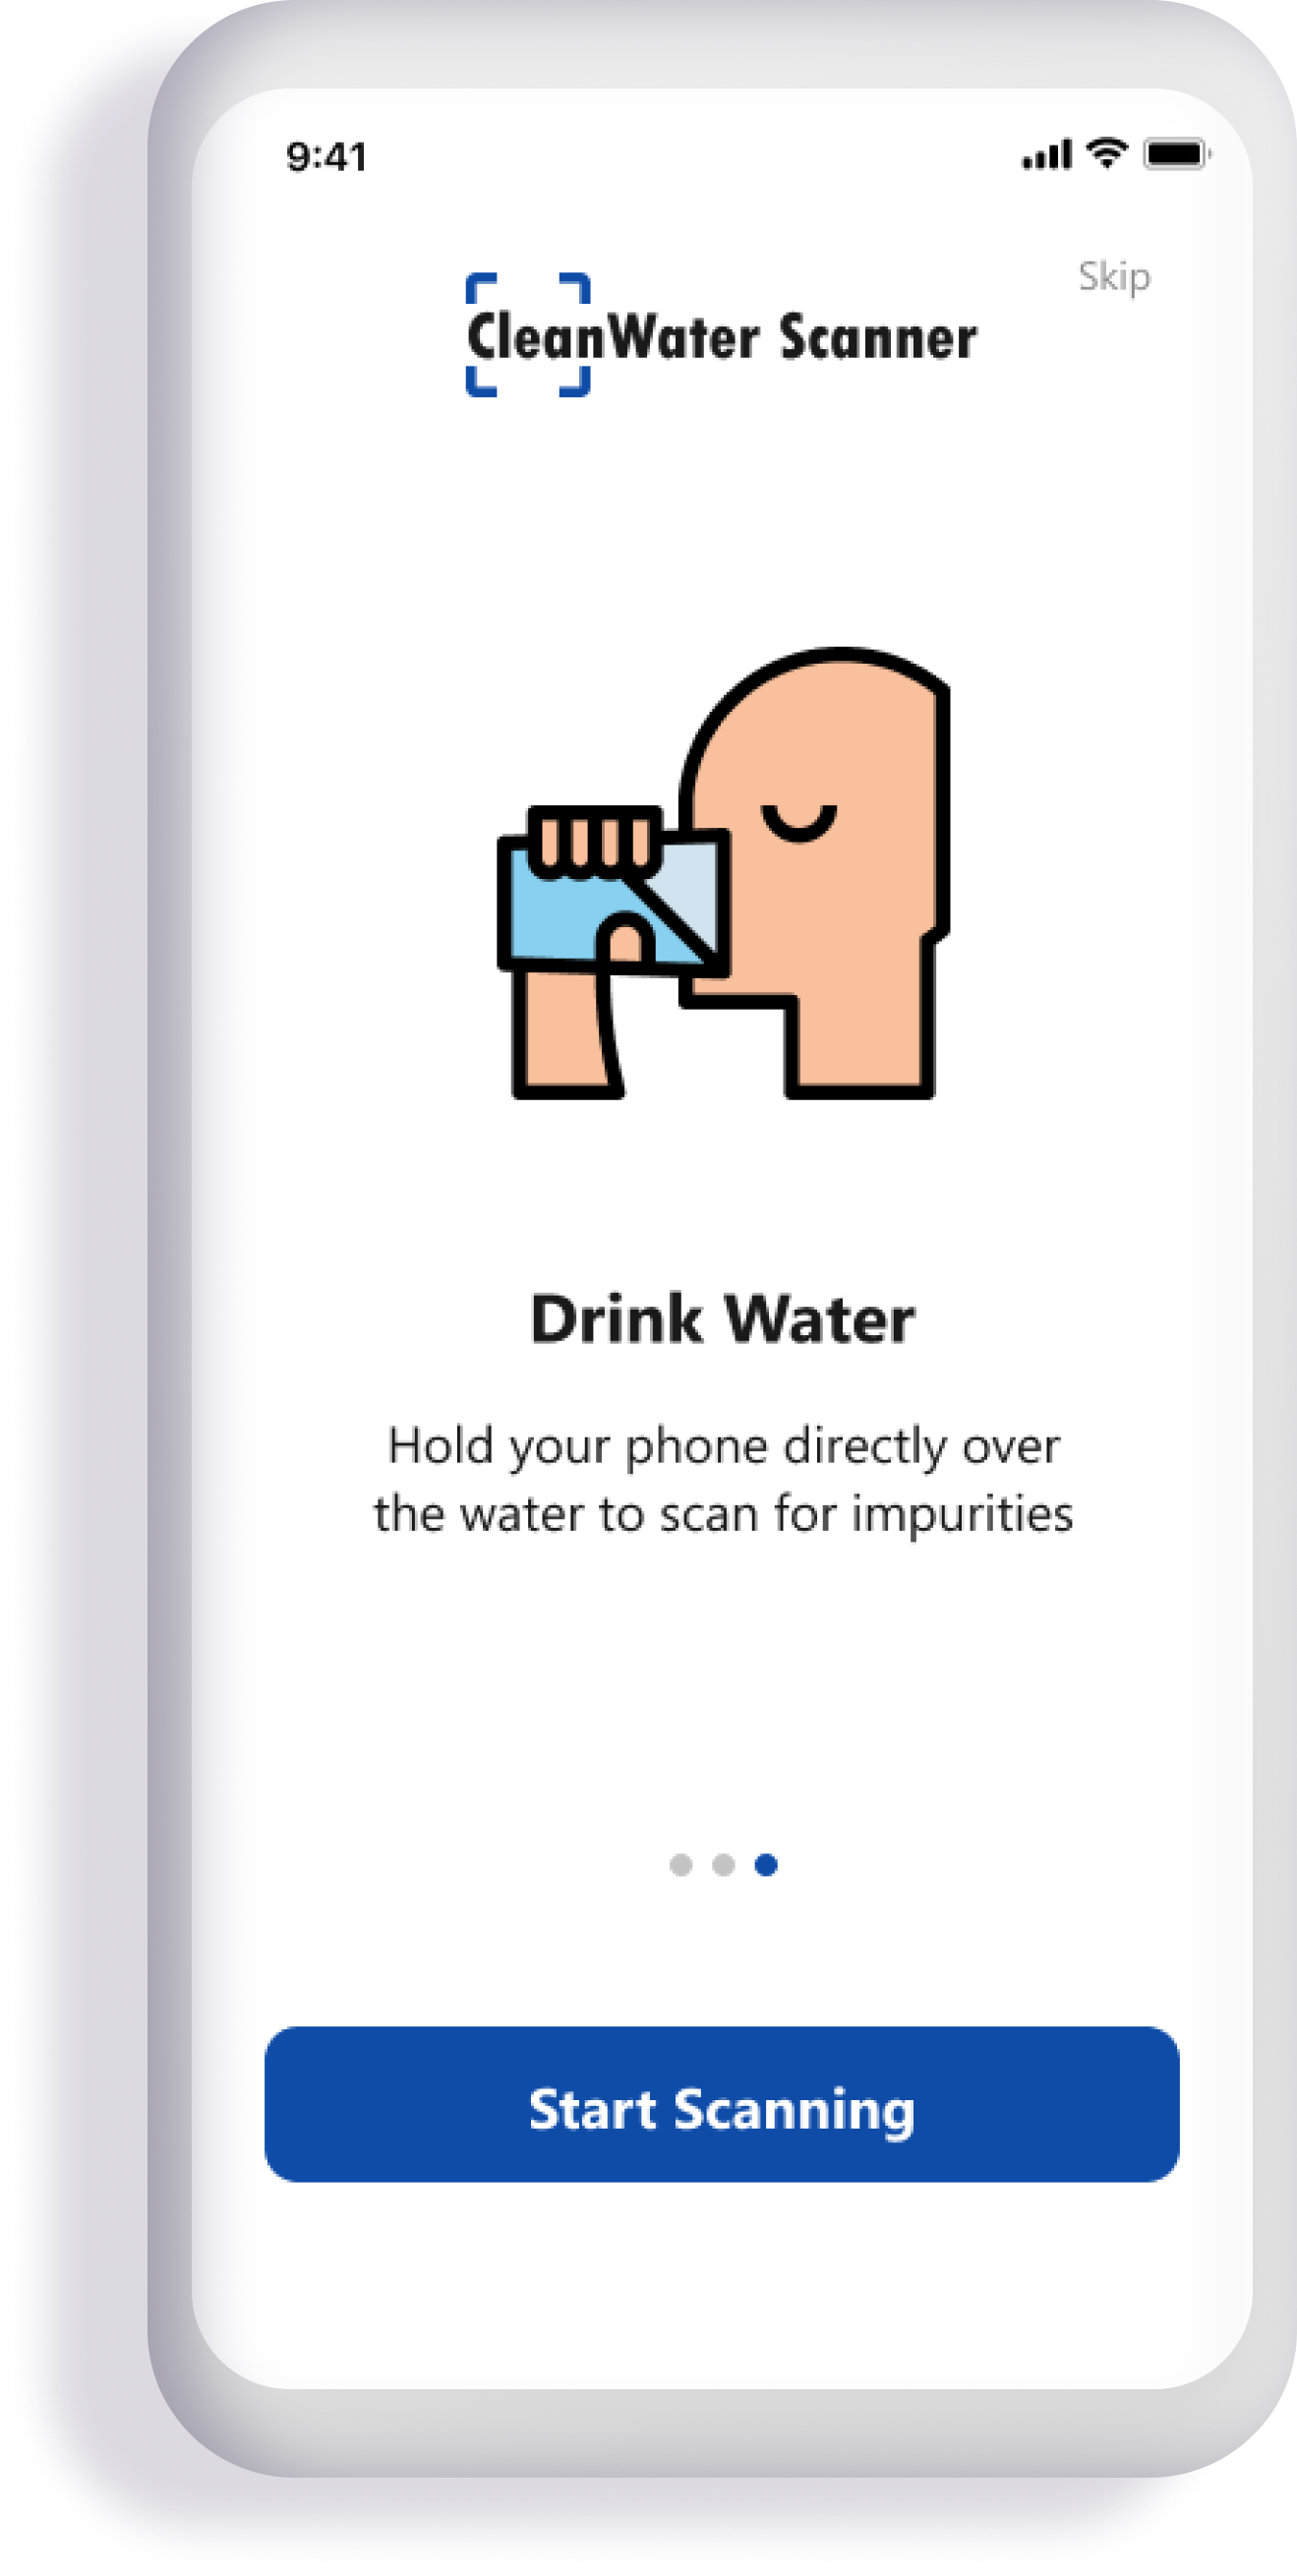 9:41
Skip
CleanWater Scanner
Drink Water
Hold your phone directly over
the water to scan for impurities
Start Scanning